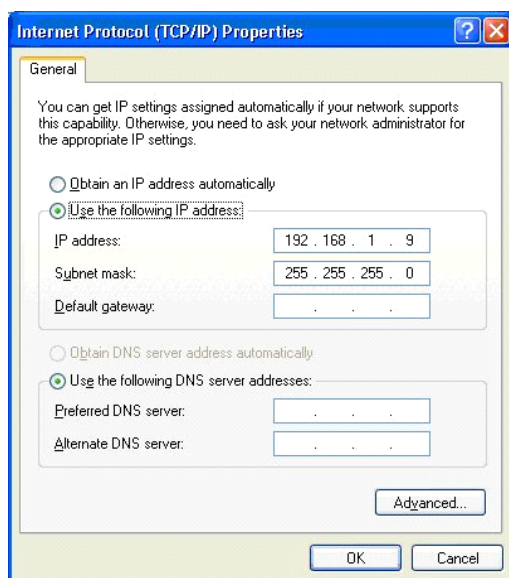 Internet Protocol (TCP/IP) Properties
General
You can get IP settings assigned automatically if your network supports
this capability. Otherwise, you need to ask your network administrator for
the appropriate IP settings.
Obtain an IP address automatically
Use the following IP address:
IP address: 192 . 168 . 1 . 9
Subnet mask: 255 . 255 . 255 . 0
Default gateway: . . .
Obtain DNS server address automatically
Use the following DNS server addresses:
Preferred DNS server: . . .
Alternate DNS server: . . .
Advanced...
OK Cancel